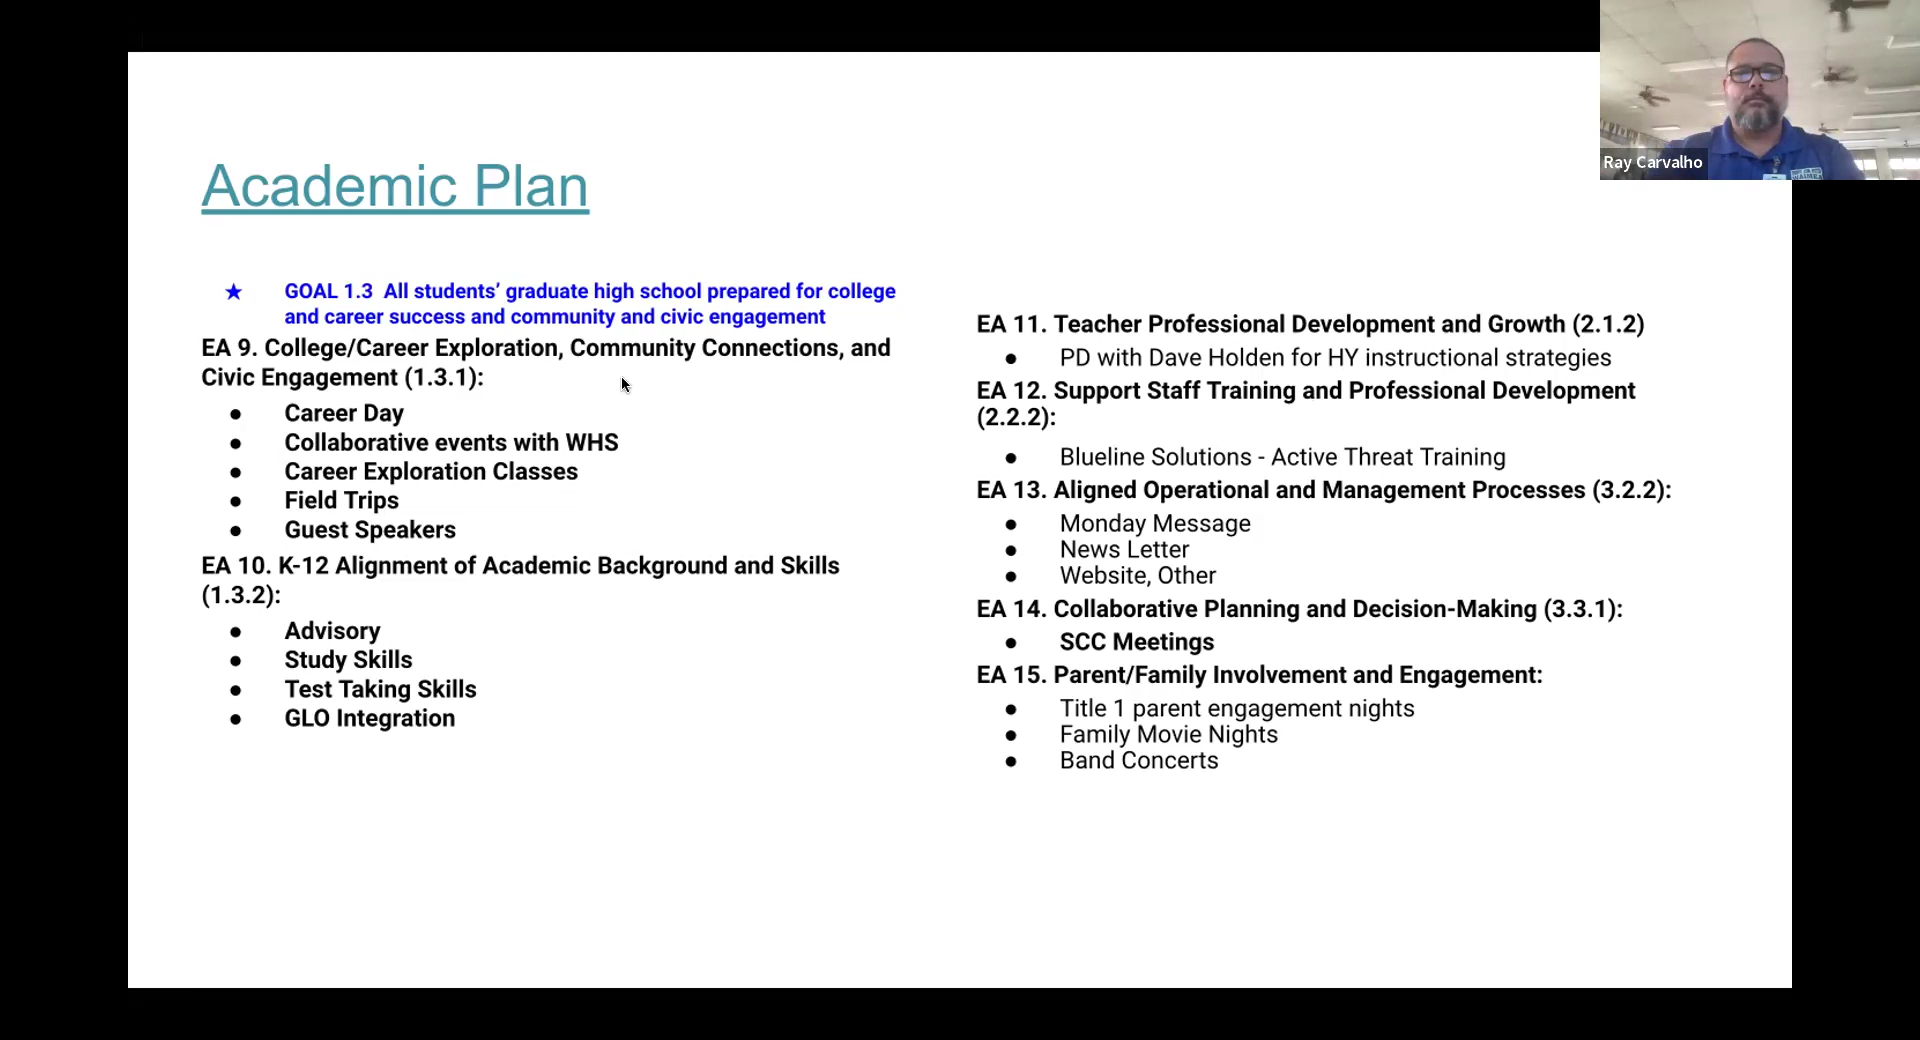 Academic Plan
★ GOAL 1.3 All students’ graduate high school prepared for college
and career success and community and civic engagement
EA 9. College/Career Exploration, Community Connections, and
Civic Engagement (1.3.1):
● Career Day
● Collaborative events with WHS
● Career Exploration Classes
● Field Trips
● Guest Speakers
EA 10. K-12 Alignment of Academic Background and Skills
(1.3.2):
● Advisory
● Study Skills
● Test Taking Skills
● GLO Integration
EA 11. Teacher Professional Development and Growth (2.1.2)
● PD with Dave Holden for HY instructional strategies
EA 12. Support Staff Training and Professional Development
(2.2.2):
● Blueline Solutions - Active Threat Training
EA 13. Aligned Operational and Management Processes (3.2.2):
● Monday Message
● News Letter
● Website, Other
EA 14. Collaborative Planning and Decision-Making (3.3.1):
● SCC Meetings
EA 15. Parent/Family Involvement and Engagement:
● Title 1 parent engagement nights
● Family Movie Nights
● Band Concerts
Ray Carvalho